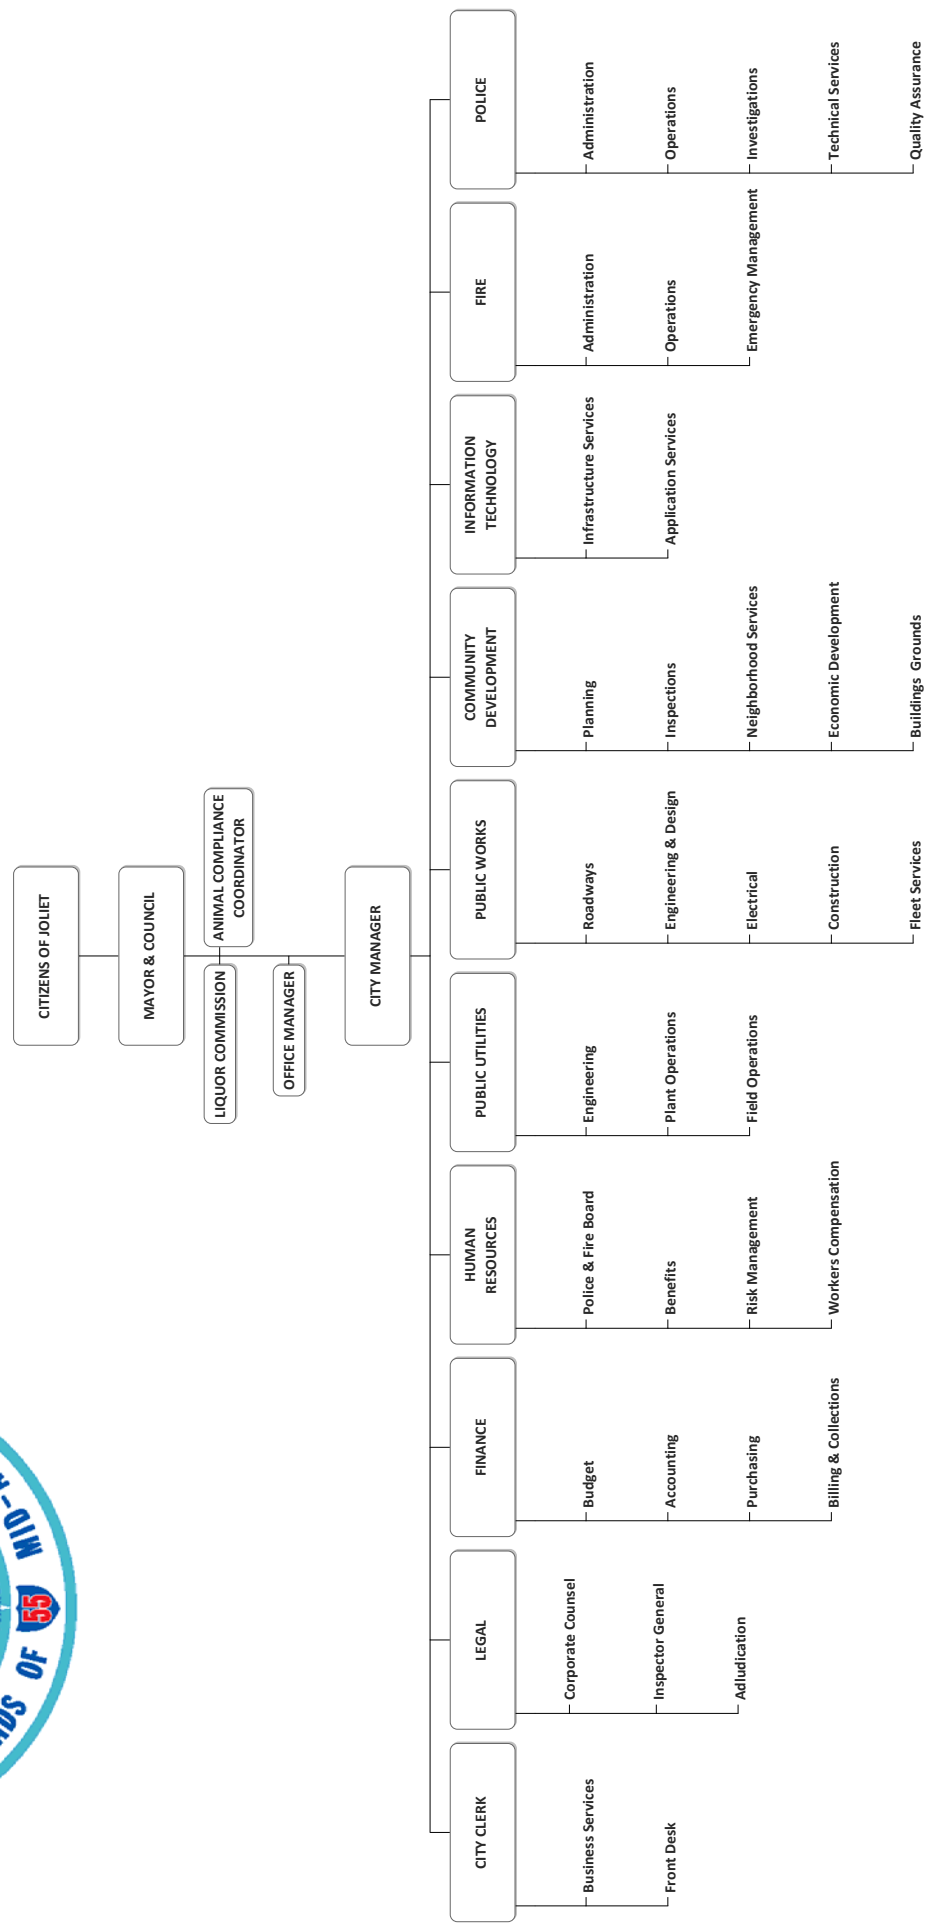 CITIZENS OF JOLIET
MAYOR & COUNCIL
LIQUOR COMMISSION
ANIMAL COMPLIANCE
COORDINATOR
OFFICE MANAGER
CITY MANAGER
CITY CLERK
Business Services
Front Desk
LEGAL
Corporate Counsel
Inspector General
Adludication
FINANCE
Budget
Accounting
Purchasing
Billing & Collections
HUMAN
RESOURCES
Police & Fire Board
Benefits
Risk Management
Workers Compensation
PUBLIC UTILITIES
Engineering
Plant Operations
Field Operations
PUBLIC WORKS
Roadways
Engineering & Design
Electrical
Construction
Fleet Services
COMMUNITY
DEVELOPMENT
Planning
Inspections
Neighborhood Services
Economic Development
Buildings  Grounds
INFORMATION
TECHNOLOGY
Infrastructure Services
Application Services
FIRE
Administration
Operations
Emergency Management
POLICE
Administration
Operations
Investigations
Technical Services
Quality Assurance
OF 55